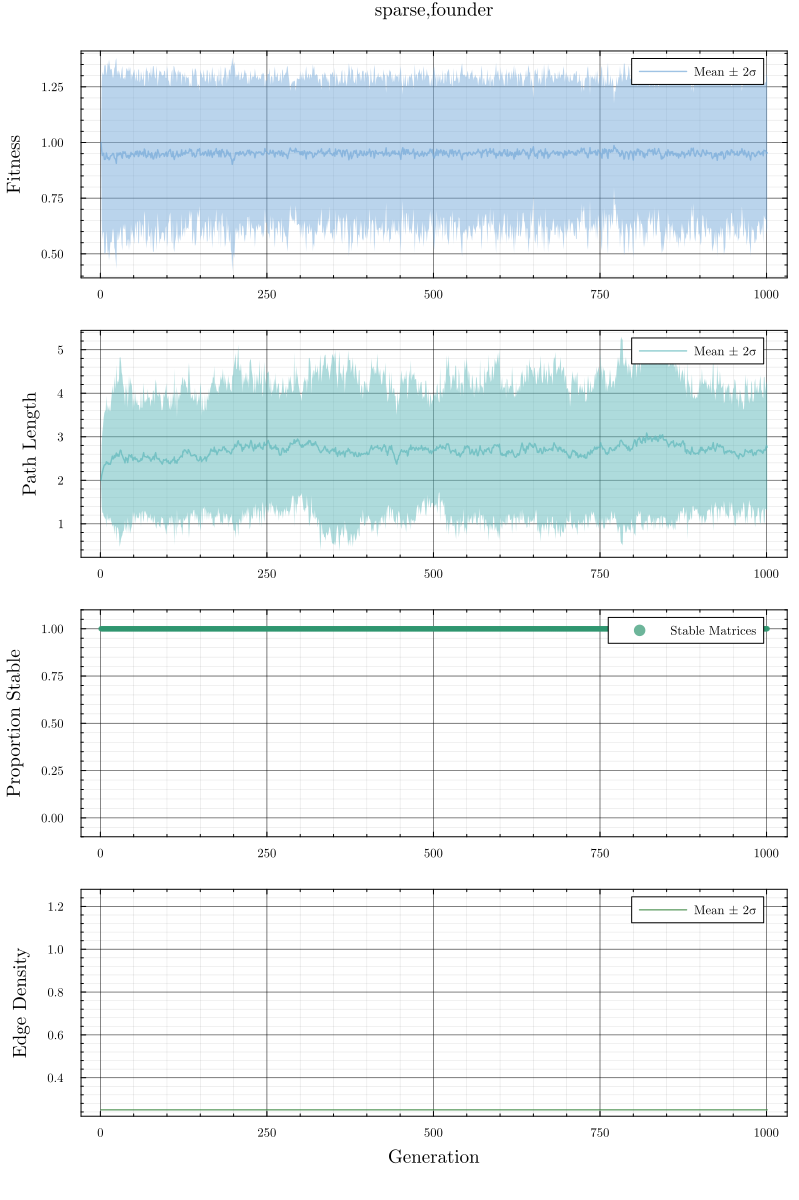 sparse,founder
Fitness
1.25
1.00
0.75
0.50
Mean ± 2σ
0 250 500 750 1000
Path Length
5
4
3
2
1
Mean ± 2σ
0 250 500 750 1000
Proportion Stable
1.00
0.75
0.50
0.25
0.00
Stable Matrices
0 250 500 750 1000
Edge Density
1.2
1.0
0.8
0.6
0.4
Mean ± 2σ
0 250 500 750 1000
Generation